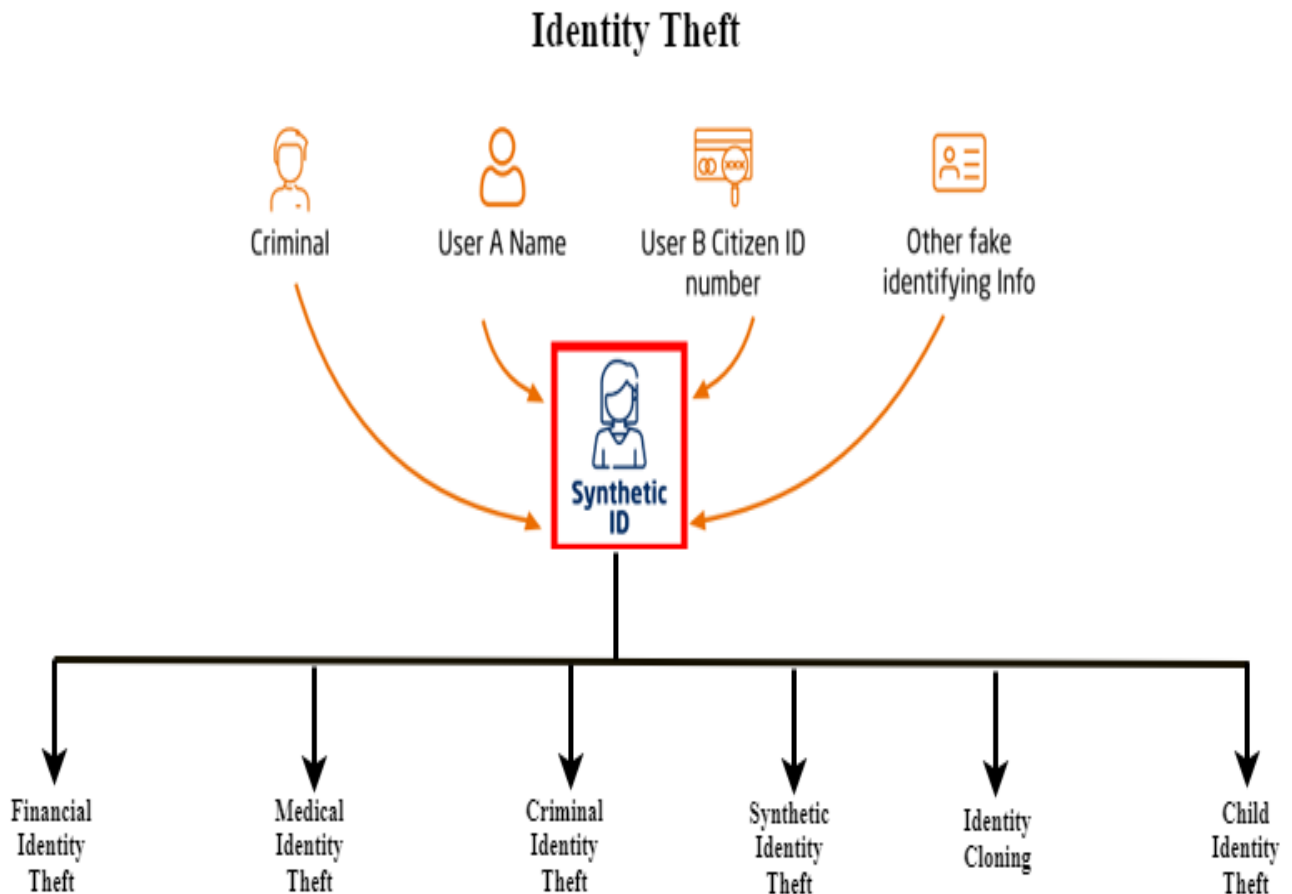 Identity Theft
Criminal
User A Name
User B Citizen ID
number
Other fake
identifying Info
xxx
Synthetic
ID
Financial
Identity
Theft
Medical
Identity
Theft
Criminal
Identity
Theft
Synthetic
Identity
Theft
Identity
Cloning
Child
Identity
Theft